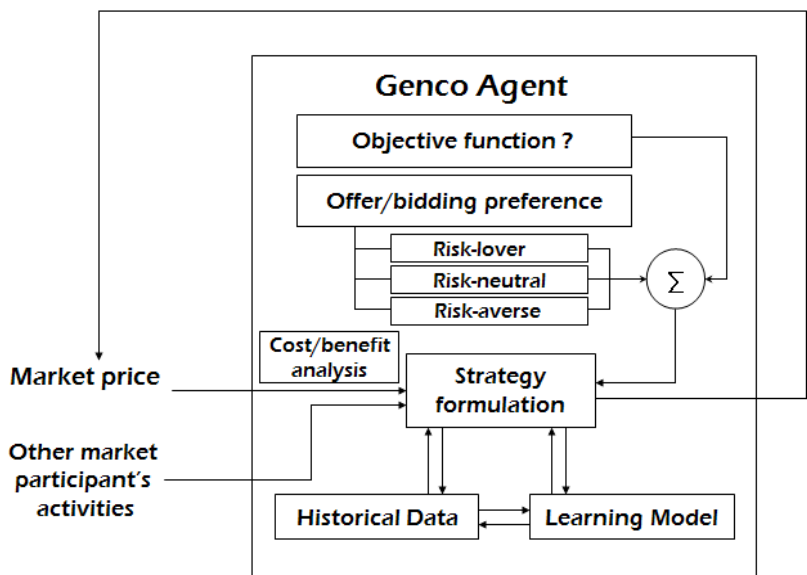 Genco Agent
Objective function ?
Offer/bidding preference
Risk-lover
Risk-neutral
Risk-averse
Σ
Cost/benefit
analysis
Market price
Strategy
formulation
Other market
participant's
activities
Historical Data
Learning Model